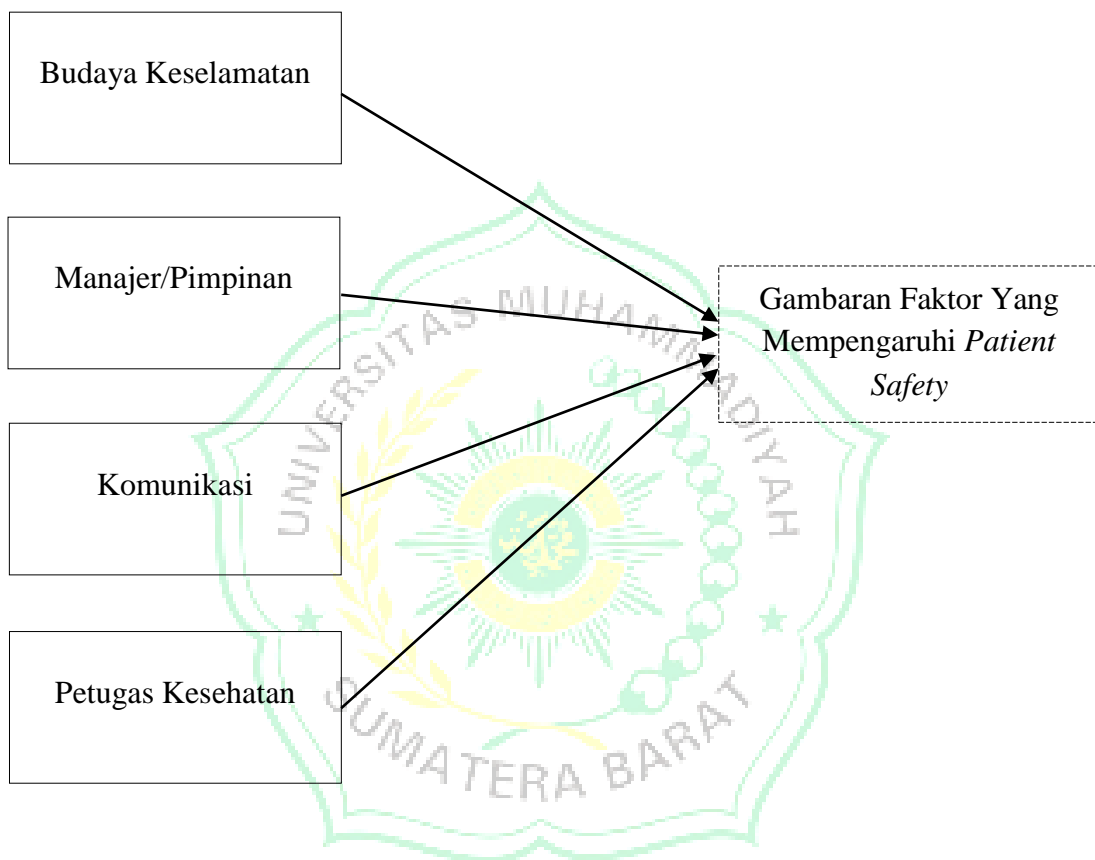 Budaya Keselamatan
Manajer/Pimpinan
Komunikasi
Petugas Kesehatan
Gambaran Faktor Yang
Mempengaruhi Patient
Safety
UNIVERSITAS MUHAMMADIYAH
SUMATERA BARAT